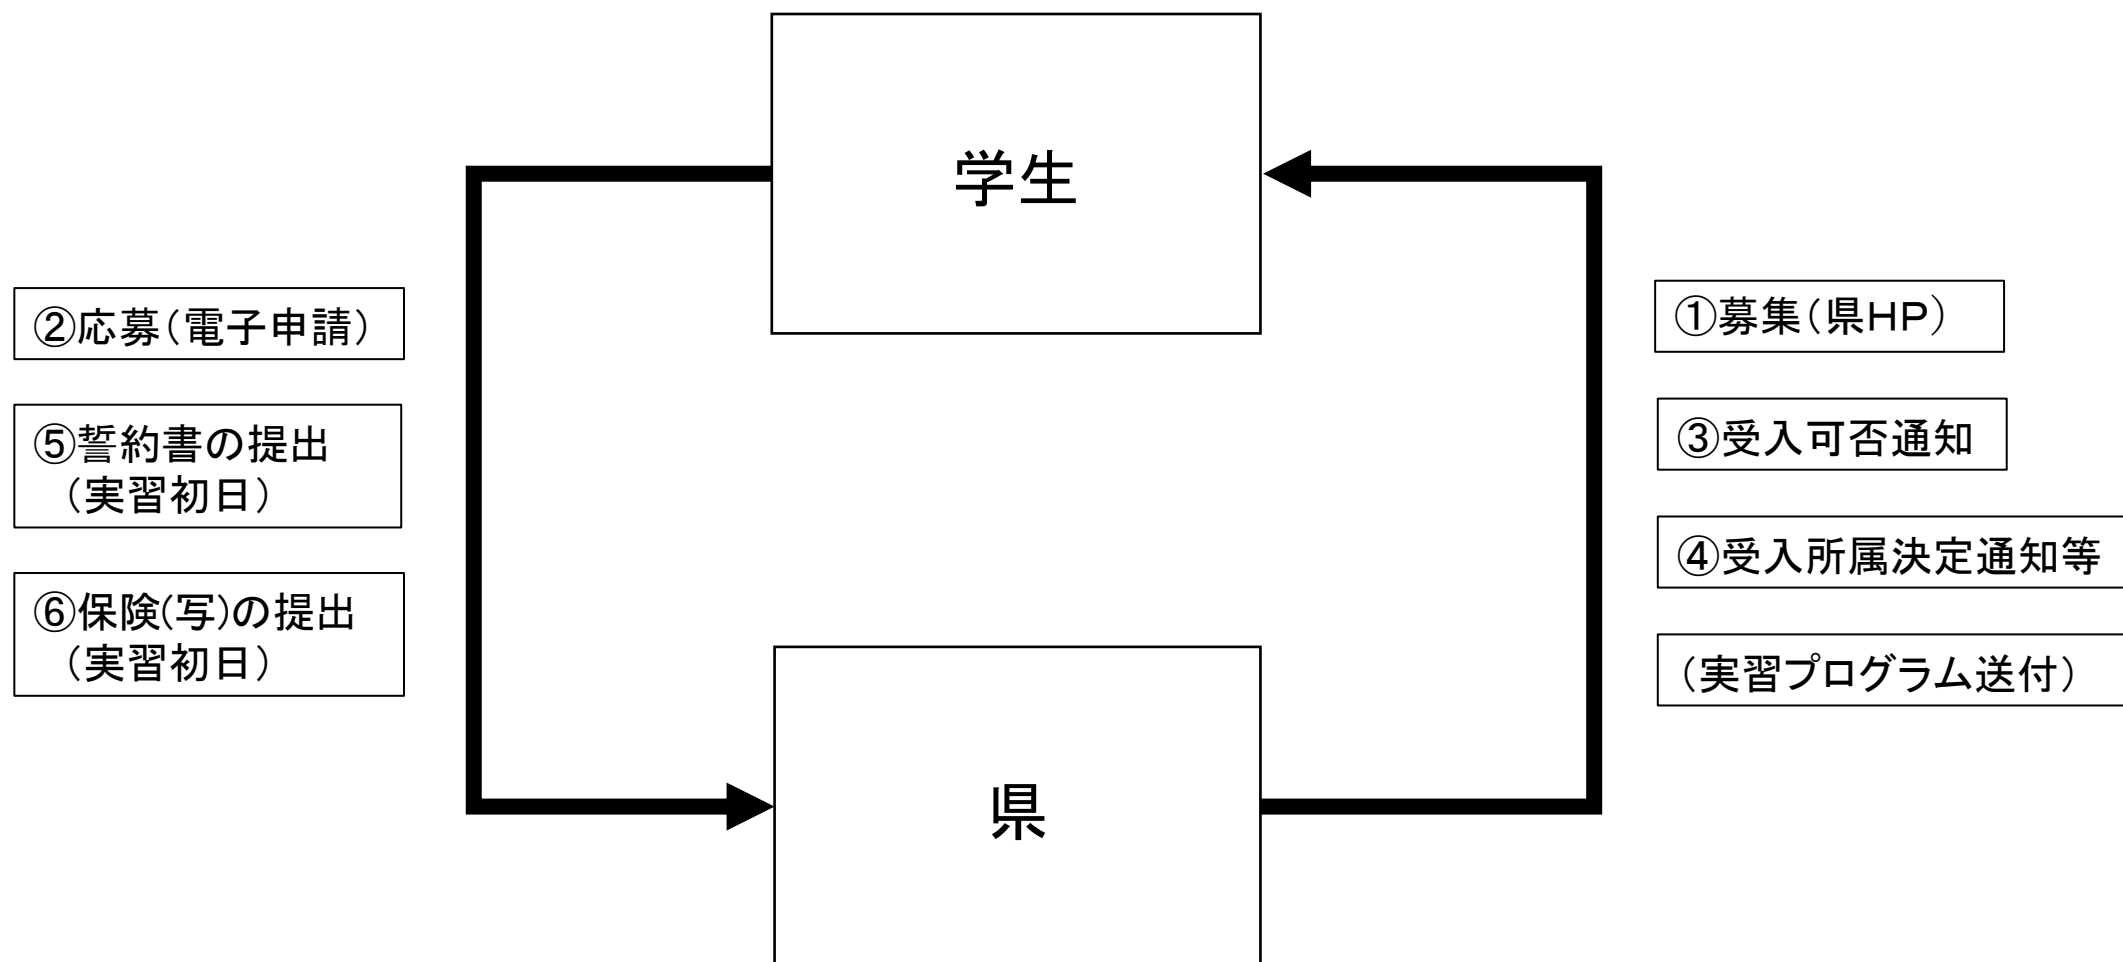 学生
②応募(電子申請)
⑤誓約書の提出
(実習初日)
⑥保険(写)の提出
(実習初日)
①募集(県HP)
③受入可否通知
④受入所属決定通知等
(実習プログラム送付)
県